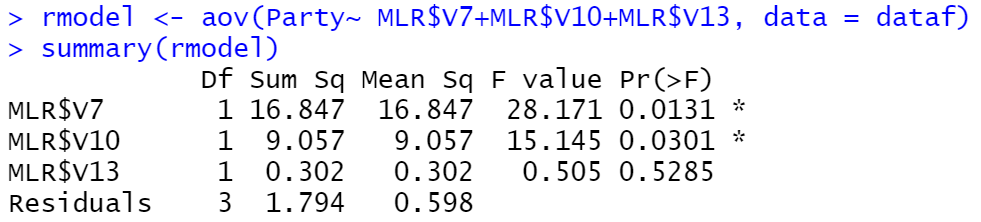 > rmodel <- aov(Party~ MLR$V7+MLR$V10+MLR$V13, data = dataf)
> summary(rmodel)
            Df Sum Sq Mean Sq F value Pr(>F)
MLR$V7       1 16.847  16.847  28.171 0.0131 *
MLR$V10      1  9.057   9.057  15.145 0.0301 *
MLR$V13      1  0.302   0.302   0.505 0.5285
Residuals    3  1.794   0.598